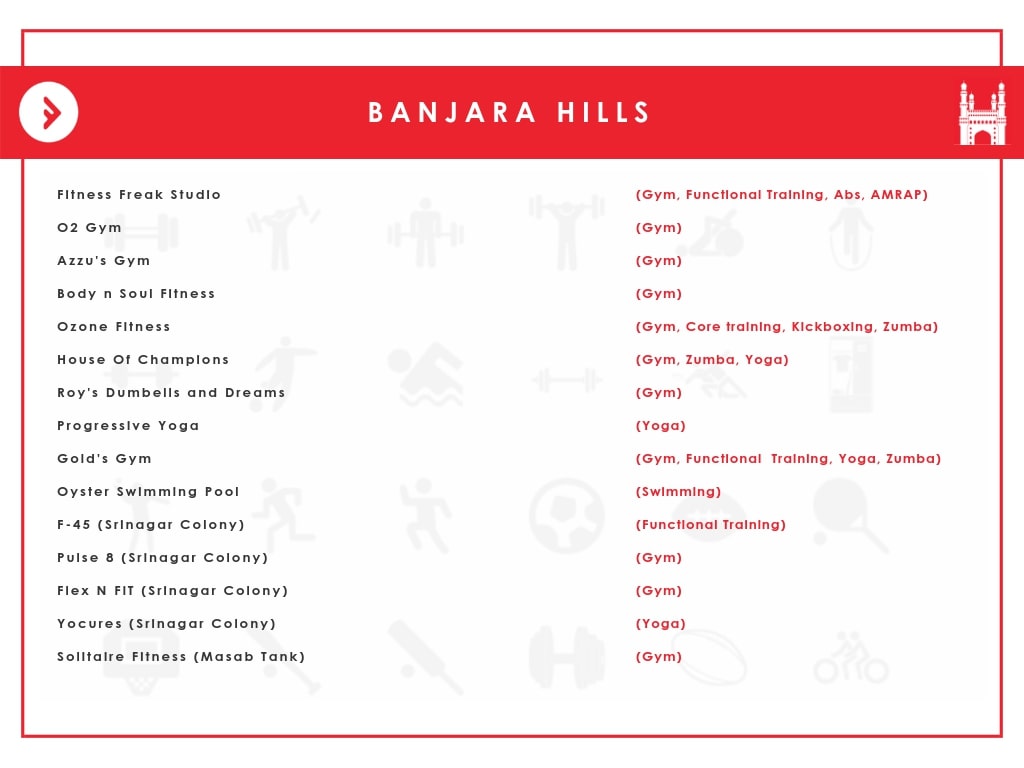 BANJARA HILLS
Fitness Freak Studio (Gym, Functional Training, Abs, AMRAP)
O2 Gym (Gym)
Azzu's Gym (Gym)
Body n Soul Fitness (Gym)
Ozone Fitness (Gym, Core training, Kickboxing, Zumba)
House Of Champions (Gym, Zumba, Yoga)
Roy's Dumbells and Dreams (Gym)
Progressive Yoga (Yoga)
Gold's Gym (Gym, Functional Training, Yoga, Zumba)
Oyster Swimming Pool (Swimming)
F-45 (Srinagar Colony) (Functional Training)
Pulse 8 (Srinagar Colony) (Gym)
Flex N FIT (Srinagar Colony) (Gym)
Yocures (Srinagar Colony) (Yoga)
Solitaire Fitness (Masab Tank) (Gym)